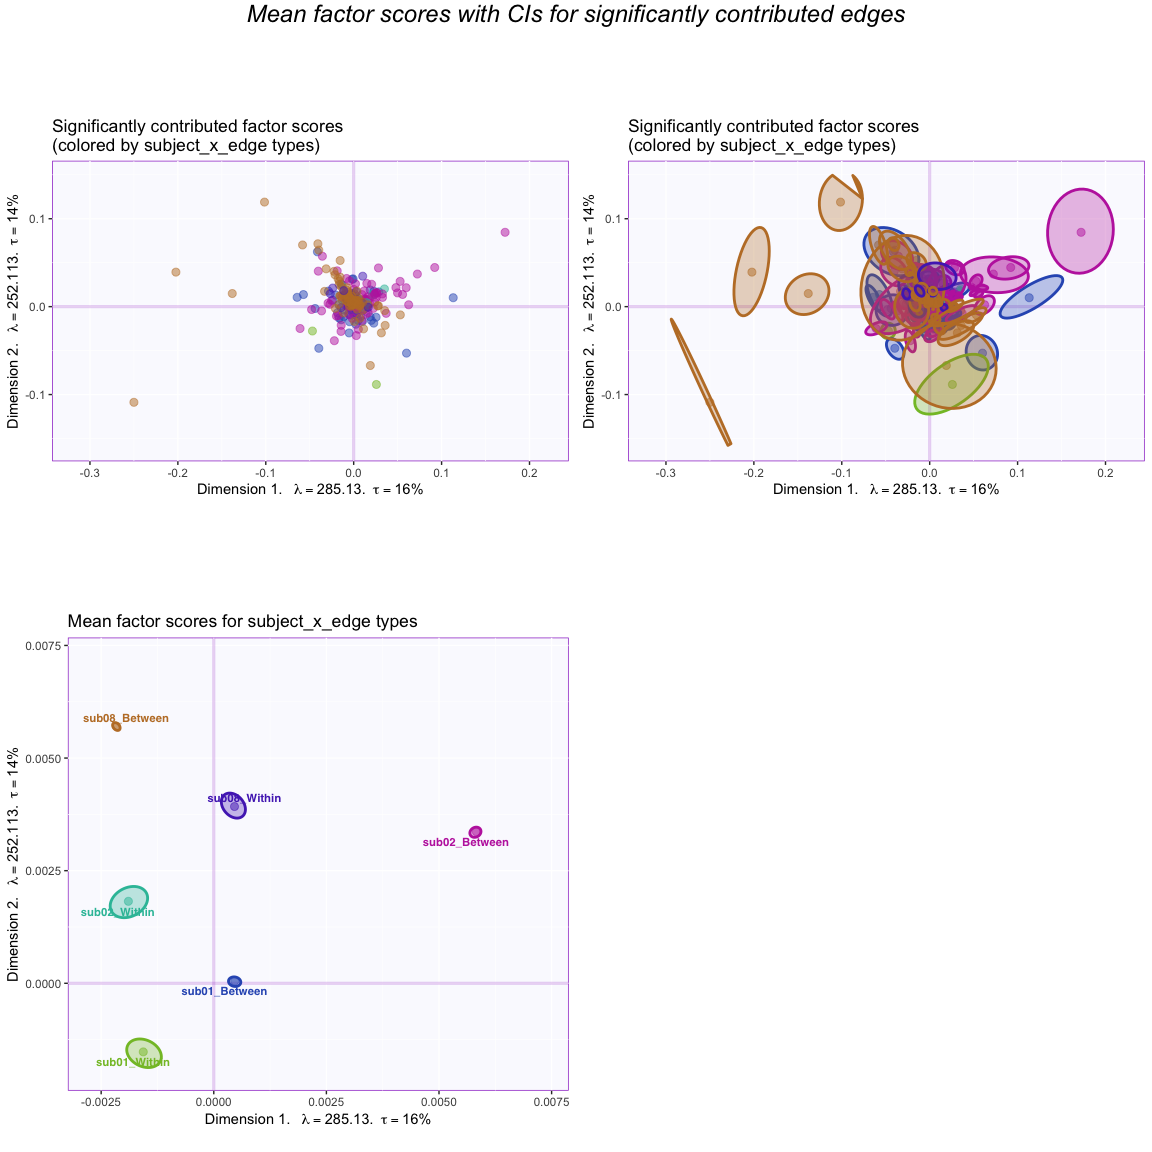 Mean factor scores with CIs for significantly contributed edges
Significantly contributed factor scores
(colored by subject_x_edge types)
Dimension 2.   λ = 252.113.  τ = 14%
0.1
0.0
-0.1
-0.3
-0.2
-0.1
0.0
0.1
0.2
Dimension 1.   λ = 285.13.  τ = 16%
Significantly contributed factor scores
(colored by subject_x_edge types)
Dimension 2.   λ = 252.113.  τ = 14%
0.1
0.0
-0.1
-0.3
-0.2
-0.1
0.0
0.1
0.2
Dimension 1.   λ = 285.13.  τ = 16%
Mean factor scores for subject_x_edge types
Dimension 2.   λ = 252.113.  τ = 14%
0.0075
0.0050
0.0025
0.0000
sub08_Between
sub08_Within
sub02_Between
sub02_Within
sub01_Between
sub01_Within
-0.0025
0.0000
0.0025
0.0050
0.0075
Dimension 1.   λ = 285.13.  τ = 16%